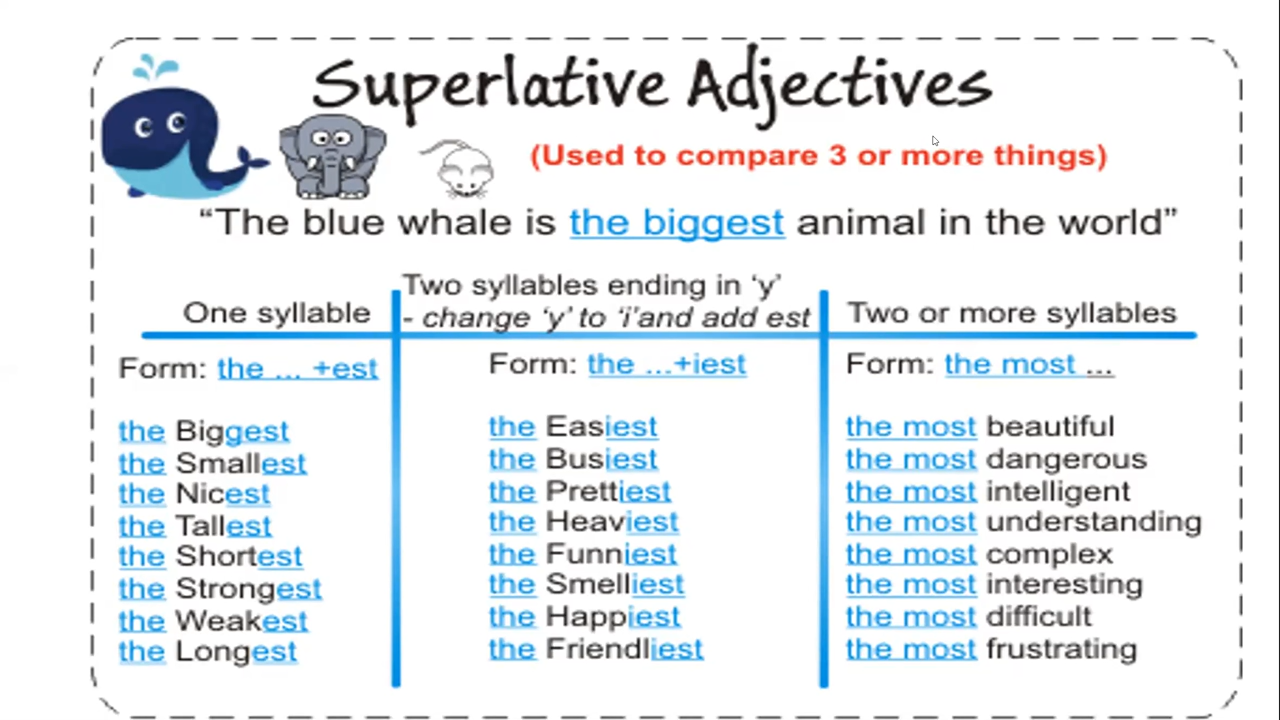 Superlative Adjectives
(Used to compare 3 or more things)
“The blue whale is the biggest animal in the world”
One syllable
Form: the ... +est
the Biggest
the Smallest
the Nicest
the Tallest
the Shortest
the Strongest
the Weakest
the Longest
Two syllables ending in ‘y’
- change ‘y’ to ‘i’and add est
Form: the ...+iest
the Easiest
the Busiest
the Prettiest
the Heaviest
the Funniest
the Smelliest
the Happiest
the Friendliest
Two or more syllables
Form: the most ...
the most beautiful
the most dangerous
the most intelligent
the most understanding
the most complex
the most interesting
the most difficult
the most frustrating